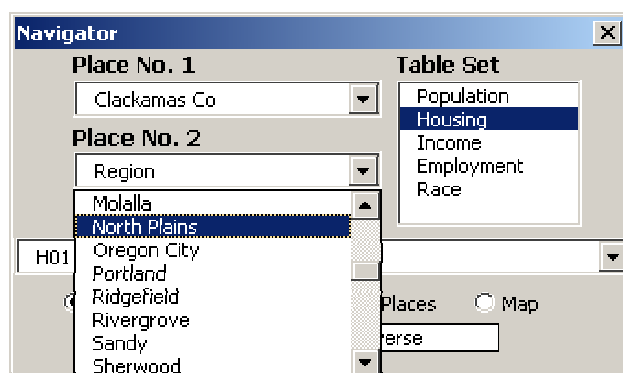 Navigator
Place No. 1
Table Set
Clackamas Co
Population
Housing
Income
Employment
Race
Place No. 2
Region
Molalla
North Plains
Oregon City
Portland
Ridgefield
Rivergrove
Sandy
Sherwood
H01
Places
Map
erse